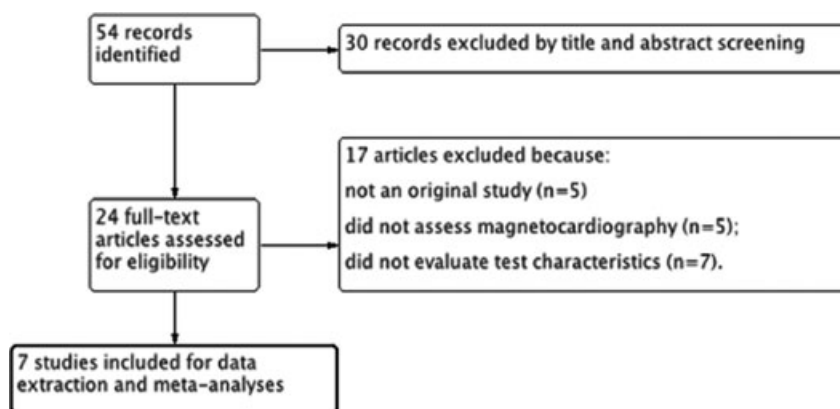 54 records
identified
30 records excluded by title and abstract screening
17 articles excluded because:
not an original study (n=5)
did not assess magnetocardiography (n=5);
did not evaluate test characteristics (n=7).
24 full-text
articles assessed
for eligibility
7 studies included for data
extraction and meta-analyses